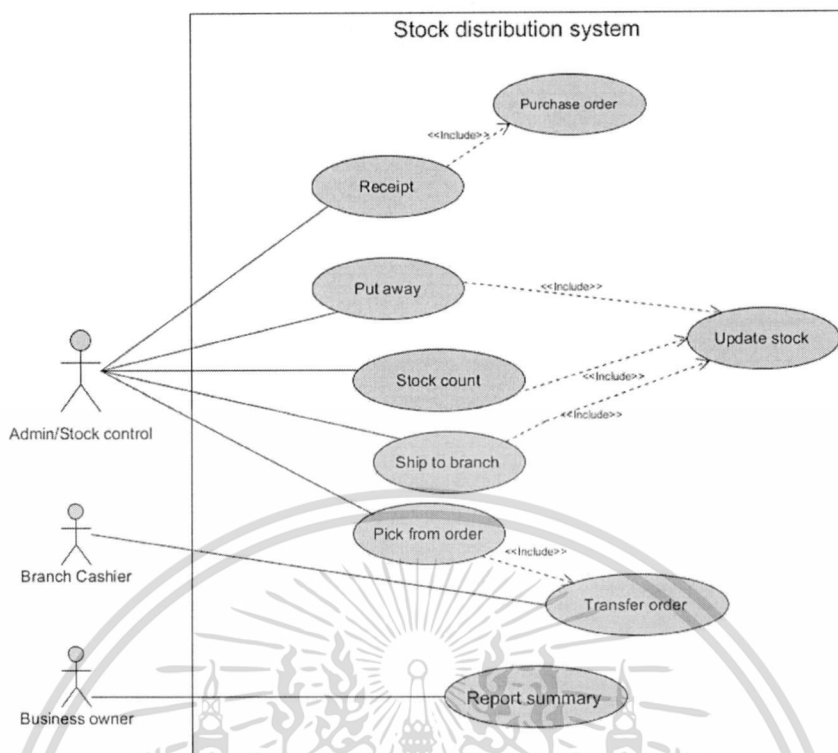 Stock distribution system
Purchase order
<<Include>>
Receipt
Put away
<<Include>>
Update stock
Stock count
<<Include>>
Admin/Stock control
Ship to branch
<<Include>>
Pick from order
<<Include>>
Branch Cashier
Transfer order
Report summary
Business owner